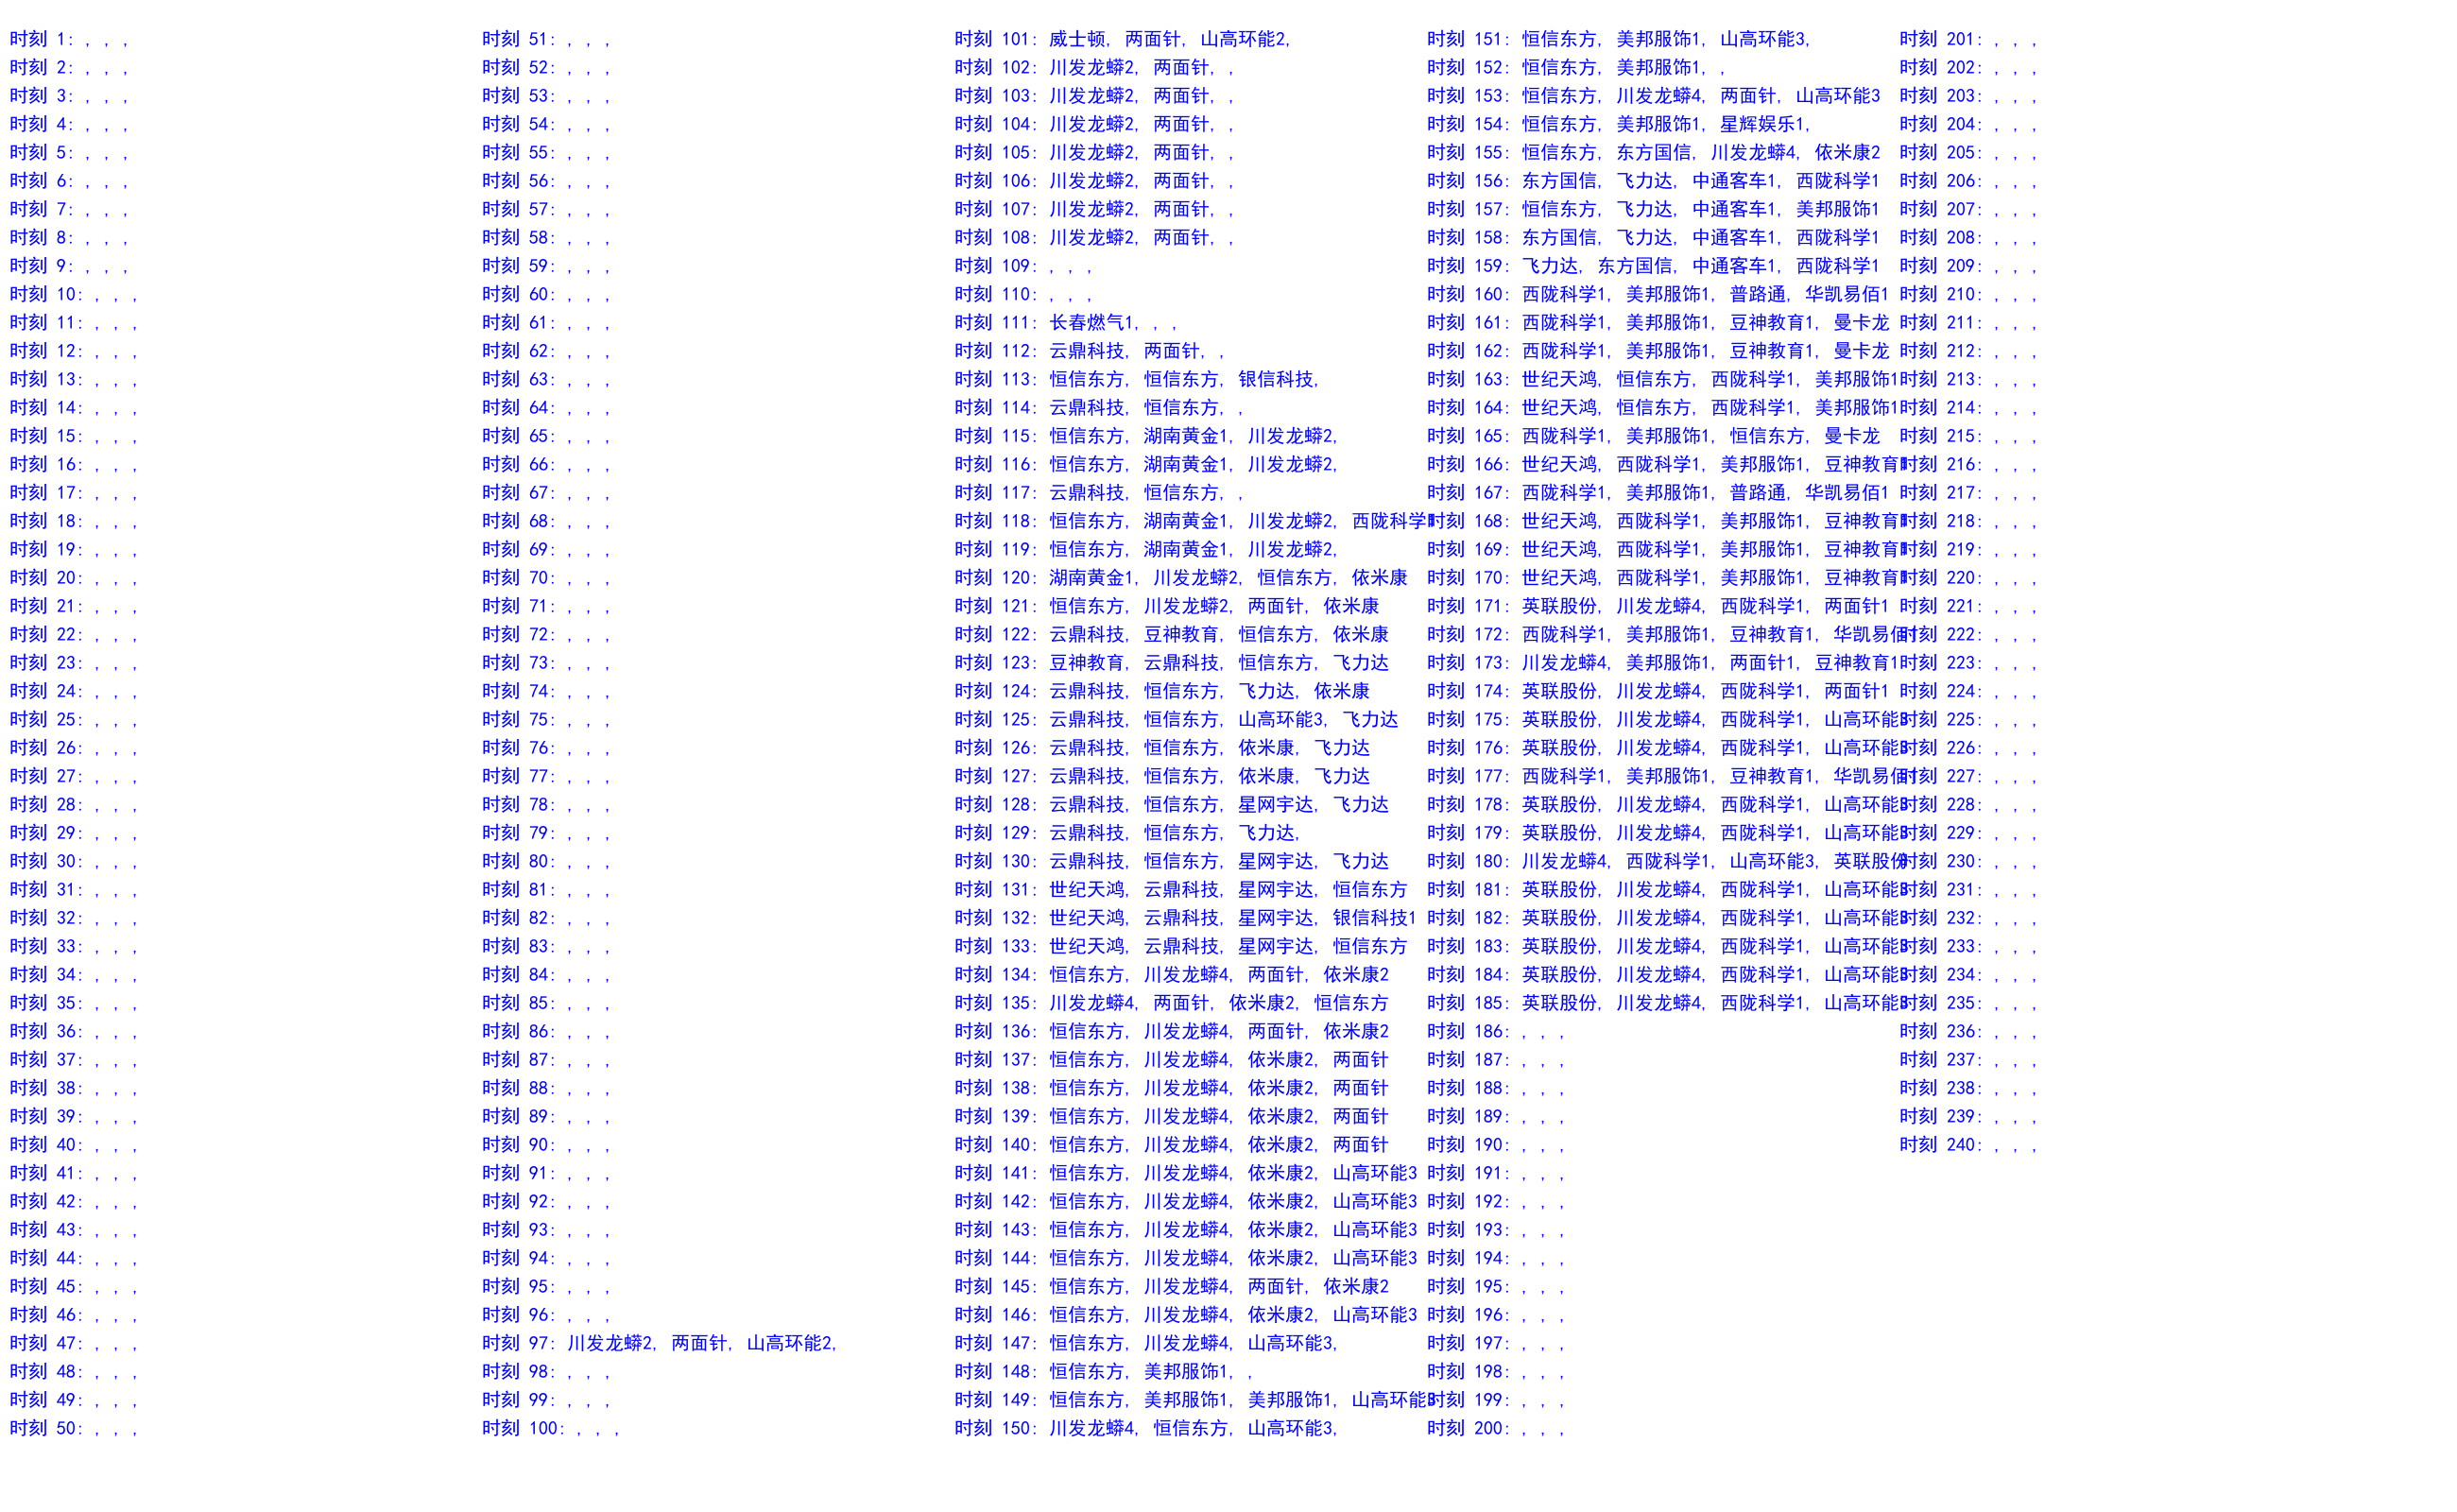 时刻 1: , , ,
时刻 2: , , ,
时刻 3: , , ,
时刻 4: , , ,
时刻 5: , , ,
时刻 6: , , ,
时刻 7: , , ,
时刻 8: , , ,
时刻 9: , , ,
时刻 10: , , ,
时刻 11: , , ,
时刻 12: , , ,
时刻 13: , , ,
时刻 14: , , ,
时刻 15: , , ,
时刻 16: , , ,
时刻 17: , , ,
时刻 18: , , ,
时刻 19: , , ,
时刻 20: , , ,
时刻 21: , , ,
时刻 22: , , ,
时刻 23: , , ,
时刻 24: , , ,
时刻 25: , , ,
时刻 26: , , ,
时刻 27: , , ,
时刻 28: , , ,
时刻 29: , , ,
时刻 30: , , ,
时刻 31: , , ,
时刻 32: , , ,
时刻 33: , , ,
时刻 34: , , ,
时刻 35: , , ,
时刻 36: , , ,
时刻 37: , , ,
时刻 38: , , ,
时刻 39: , , ,
时刻 40: , , ,
时刻 41: , , ,
时刻 42: , , ,
时刻 43: , , ,
时刻 44: , , ,
时刻 45: , , ,
时刻 46: , , ,
时刻 47: , , ,
时刻 48: , , ,
时刻 49: , , ,
时刻 50: , , ,
时刻 51: , , ,
时刻 52: , , ,
时刻 53: , , ,
时刻 54: , , ,
时刻 55: , , ,
时刻 56: , , ,
时刻 57: , , ,
时刻 58: , , ,
时刻 59: , , ,
时刻 60: , , ,
时刻 61: , , ,
时刻 62: , , ,
时刻 63: , , ,
时刻 64: , , ,
时刻 65: , , ,
时刻 66: , , ,
时刻 67: , , ,
时刻 68: , , ,
时刻 69: , , ,
时刻 70: , , ,
时刻 71: , , ,
时刻 72: , , ,
时刻 73: , , ,
时刻 74: , , ,
时刻 75: , , ,
时刻 76: , , ,
时刻 77: , , ,
时刻 78: , , ,
时刻 79: , , ,
时刻 80: , , ,
时刻 81: , , ,
时刻 82: , , ,
时刻 83: , , ,
时刻 84: , , ,
时刻 85: , , ,
时刻 86: , , ,
时刻 87: , , ,
时刻 88: , , ,
时刻 89: , , ,
时刻 90: , , ,
时刻 91: , , ,
时刻 92: , , ,
时刻 93: , , ,
时刻 94: , , ,
时刻 95: , , ,
时刻 96: , , ,
时刻 97: 川发龙蟒2, 两面针, 山高环能2,
时刻 98: , , ,
时刻 99: , , ,
时刻 100: , , ,
时刻 101: 威士顿, 两面针, 山高环能2,
时刻 102: 川发龙蟒2, 两面针, ,
时刻 103: 川发龙蟒2, 两面针, ,
时刻 104: 川发龙蟒2, 两面针, ,
时刻 105: 川发龙蟒2, 两面针, ,
时刻 106: 川发龙蟒2, 两面针, ,
时刻 107: 川发龙蟒2, 两面针, ,
时刻 108: 川发龙蟒2, 两面针, ,
时刻 109: , , ,
时刻 110: , , ,
时刻 111: 长春燃气1, , ,
时刻 112: 云鼎科技, 两面针, ,
时刻 113: 恒信东方, 恒信东方, 银信科技,
时刻 114: 云鼎科技, 恒信东方, ,
时刻 115: 恒信东方, 湖南黄金1, 川发龙蟒2,
时刻 116: 恒信东方, 湖南黄金1, 川发龙蟒2,
时刻 117: 云鼎科技, 恒信东方, ,
时刻 118: 恒信东方, 湖南黄金1, 川发龙蟒2, 西陇科学1
时刻 119: 恒信东方, 湖南黄金1, 川发龙蟒2,
时刻 120: 湖南黄金1, 川发龙蟒2, 恒信东方, 依米康
时刻 121: 恒信东方, 川发龙蟒2, 两面针, 依米康
时刻 122: 云鼎科技, 豆神教育, 恒信东方, 依米康
时刻 123: 豆神教育, 云鼎科技, 恒信东方, 飞力达
时刻 124: 云鼎科技, 恒信东方, 飞力达, 依米康
时刻 125: 云鼎科技, 恒信东方, 山高环能3, 飞力达
时刻 126: 云鼎科技, 恒信东方, 依米康, 飞力达
时刻 127: 云鼎科技, 恒信东方, 依米康, 飞力达
时刻 128: 云鼎科技, 恒信东方, 星网宇达, 飞力达
时刻 129: 云鼎科技, 恒信东方, 飞力达,
时刻 130: 云鼎科技, 恒信东方, 星网宇达, 飞力达
时刻 131: 世纪天鸿, 云鼎科技, 星网宇达, 恒信东方
时刻 132: 世纪天鸿, 云鼎科技, 星网宇达, 银信科技1
时刻 133: 世纪天鸿, 云鼎科技, 星网宇达, 恒信东方
时刻 134: 恒信东方, 川发龙蟒4, 两面针, 依米康2
时刻 135: 川发龙蟒4, 两面针, 依米康2, 恒信东方
时刻 136: 恒信东方, 川发龙蟒4, 两面针, 依米康2
时刻 137: 恒信东方, 川发龙蟒4, 依米康2, 两面针
时刻 138: 恒信东方, 川发龙蟒4, 依米康2, 两面针
时刻 139: 恒信东方, 川发龙蟒4, 依米康2, 两面针
时刻 140: 恒信东方, 川发龙蟒4, 依米康2, 两面针
时刻 141: 恒信东方, 川发龙蟒4, 依米康2, 山高环能3
时刻 142: 恒信东方, 川发龙蟒4, 依米康2, 山高环能3
时刻 143: 恒信东方, 川发龙蟒4, 依米康2, 山高环能3
时刻 144: 恒信东方, 川发龙蟒4, 依米康2, 山高环能3
时刻 145: 恒信东方, 川发龙蟒4, 两面针, 依米康2
时刻 146: 恒信东方, 川发龙蟒4, 依米康2, 山高环能3
时刻 147: 恒信东方, 川发龙蟒4, 山高环能3,
时刻 148: 恒信东方, 美邦服饰1, ,
时刻 149: 恒信东方, 美邦服饰1, 美邦服饰1, 山高环能3
时刻 150: 川发龙蟒4, 恒信东方, 山高环能3,
时刻 151: 恒信东方, 美邦服饰1, 山高环能3,
时刻 152: 恒信东方, 美邦服饰1, ,
时刻 153: 恒信东方, 川发龙蟒4, 两面针, 山高环能3
时刻 154: 恒信东方, 美邦服饰1, 星辉娱乐1,
时刻 155: 恒信东方, 东方国信, 川发龙蟒4, 依米康2
时刻 156: 东方国信, 飞力达, 中通客车1, 西陇科学1
时刻 157: 恒信东方, 飞力达, 中通客车1, 美邦服饰1
时刻 158: 东方国信, 飞力达, 中通客车1, 西陇科学1
时刻 159: 飞力达, 东方国信, 中通客车1, 西陇科学1
时刻 160: 西陇科学1, 美邦服饰1, 普路通, 华凯易佰1
时刻 161: 西陇科学1, 美邦服饰1, 豆神教育1, 曼卡龙
时刻 162: 西陇科学1, 美邦服饰1, 豆神教育1, 曼卡龙
时刻 163: 世纪天鸿, 恒信东方, 西陇科学1, 美邦服饰1
时刻 164: 世纪天鸿, 恒信东方, 西陇科学1, 美邦服饰1
时刻 165: 西陇科学1, 美邦服饰1, 恒信东方, 曼卡龙
时刻 166: 世纪天鸿, 西陇科学1, 美邦服饰1, 豆神教育1
时刻 167: 西陇科学1, 美邦服饰1, 普路通, 华凯易佰1
时刻 168: 世纪天鸿, 西陇科学1, 美邦服饰1, 豆神教育1
时刻 169: 世纪天鸿, 西陇科学1, 美邦服饰1, 豆神教育1
时刻 170: 世纪天鸿, 西陇科学1, 美邦服饰1, 豆神教育1
时刻 171: 英联股份, 川发龙蟒4, 西陇科学1, 两面针1
时刻 172: 西陇科学1, 美邦服饰1, 豆神教育1, 华凯易佰1
时刻 173: 川发龙蟒4, 美邦服饰1, 两面针1, 豆神教育1
时刻 174: 英联股份, 川发龙蟒4, 西陇科学1, 两面针1
时刻 175: 英联股份, 川发龙蟒4, 西陇科学1, 山高环能3
时刻 176: 英联股份, 川发龙蟒4, 西陇科学1, 山高环能3
时刻 177: 西陇科学1, 美邦服饰1, 豆神教育1, 华凯易佰1
时刻 178: 英联股份, 川发龙蟒4, 西陇科学1, 山高环能3
时刻 179: 英联股份, 川发龙蟒4, 西陇科学1, 山高环能3
时刻 180: 川发龙蟒4, 西陇科学1, 山高环能3, 英联股份
时刻 181: 英联股份, 川发龙蟒4, 西陇科学1, 山高环能3
时刻 182: 英联股份, 川发龙蟒4, 西陇科学1, 山高环能3
时刻 183: 英联股份, 川发龙蟒4, 西陇科学1, 山高环能3
时刻 184: 英联股份, 川发龙蟒4, 西陇科学1, 山高环能3
时刻 185: 英联股份, 川发龙蟒4, 西陇科学1, 山高环能3
时刻 186: , , ,
时刻 187: , , ,
时刻 188: , , ,
时刻 189: , , ,
时刻 190: , , ,
时刻 191: , , ,
时刻 192: , , ,
时刻 193: , , ,
时刻 194: , , ,
时刻 195: , , ,
时刻 196: , , ,
时刻 197: , , ,
时刻 198: , , ,
时刻 199: , , ,
时刻 200: , , ,
时刻 201: , , ,
时刻 202: , , ,
时刻 203: , , ,
时刻 204: , , ,
时刻 205: , , ,
时刻 206: , , ,
时刻 207: , , ,
时刻 208: , , ,
时刻 209: , , ,
时刻 210: , , ,
时刻 211: , , ,
时刻 212: , , ,
时刻 213: , , ,
时刻 214: , , ,
时刻 215: , , ,
时刻 216: , , ,
时刻 217: , , ,
时刻 218: , , ,
时刻 219: , , ,
时刻 220: , , ,
时刻 221: , , ,
时刻 222: , , ,
时刻 223: , , ,
时刻 224: , , ,
时刻 225: , , ,
时刻 226: , , ,
时刻 227: , , ,
时刻 228: , , ,
时刻 229: , , ,
时刻 230: , , ,
时刻 231: , , ,
时刻 232: , , ,
时刻 233: , , ,
时刻 234: , , ,
时刻 235: , , ,
时刻 236: , , ,
时刻 237: , , ,
时刻 238: , , ,
时刻 239: , , ,
时刻 240: , , ,